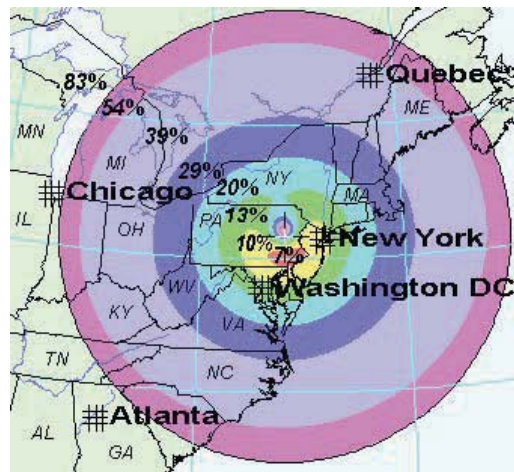 Quebec
83%
54%
ME
MN
39%
MI
29%
NY
20%
MA
Chicago
PA
13%
IL
OH
10%
New York
7%
WV
Washington DC
KY
VA
TN
NC
Atlanta
AL
GA